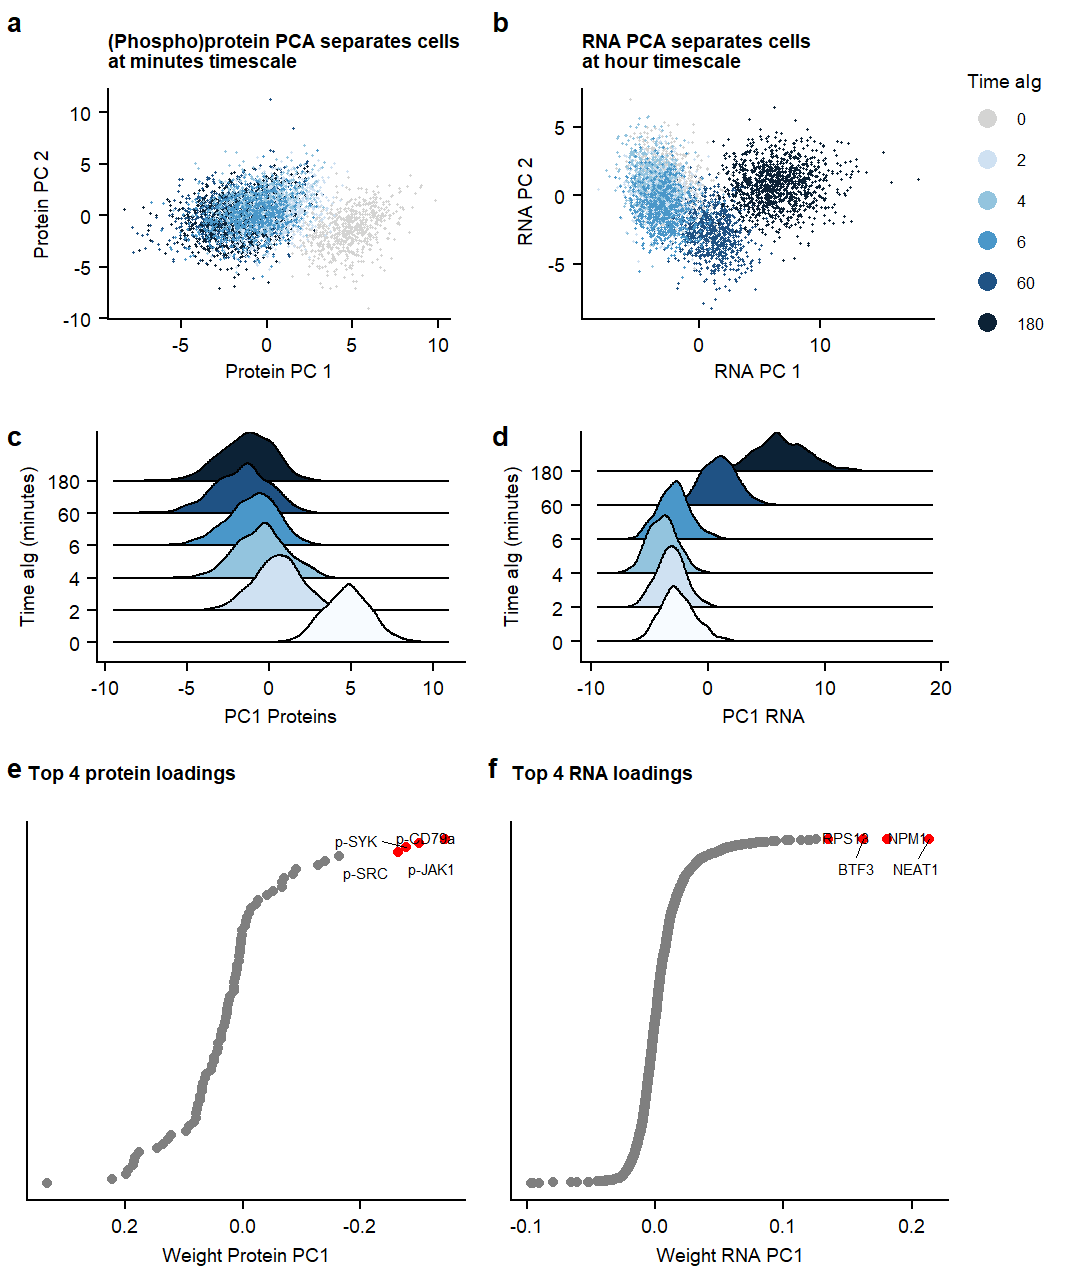 a
(Phospho)protein PCA separates cells
at minutes timescale
10
5
0
-5
-10
Protein PC 2
-5
0
5
10
Protein PC 1
b
RNA PCA separates cells
at hour timescale
5
0
-5
RNA PC 2
0
10
RNA PC 1
Time aIg
0
2
4
6
60
180
c
Time aIg (minutes)
180
60
6
4
2
0
-10
-5
0
5
10
PC1 Proteins
d
Time aIg (minutes)
180
60
6
4
2
0
-10
0
10
20
PC1 RNA
e Top 4 protein loadings
p-SYK
p-CD79a
p-SRC
p-JAK1
0.2
0.0
-0.2
Weight Protein PC1
f Top 4 RNA loadings
RPS13
NPM1
BTF3
NEAT1
-0.1
0.0
0.1
0.2
Weight RNA PC1